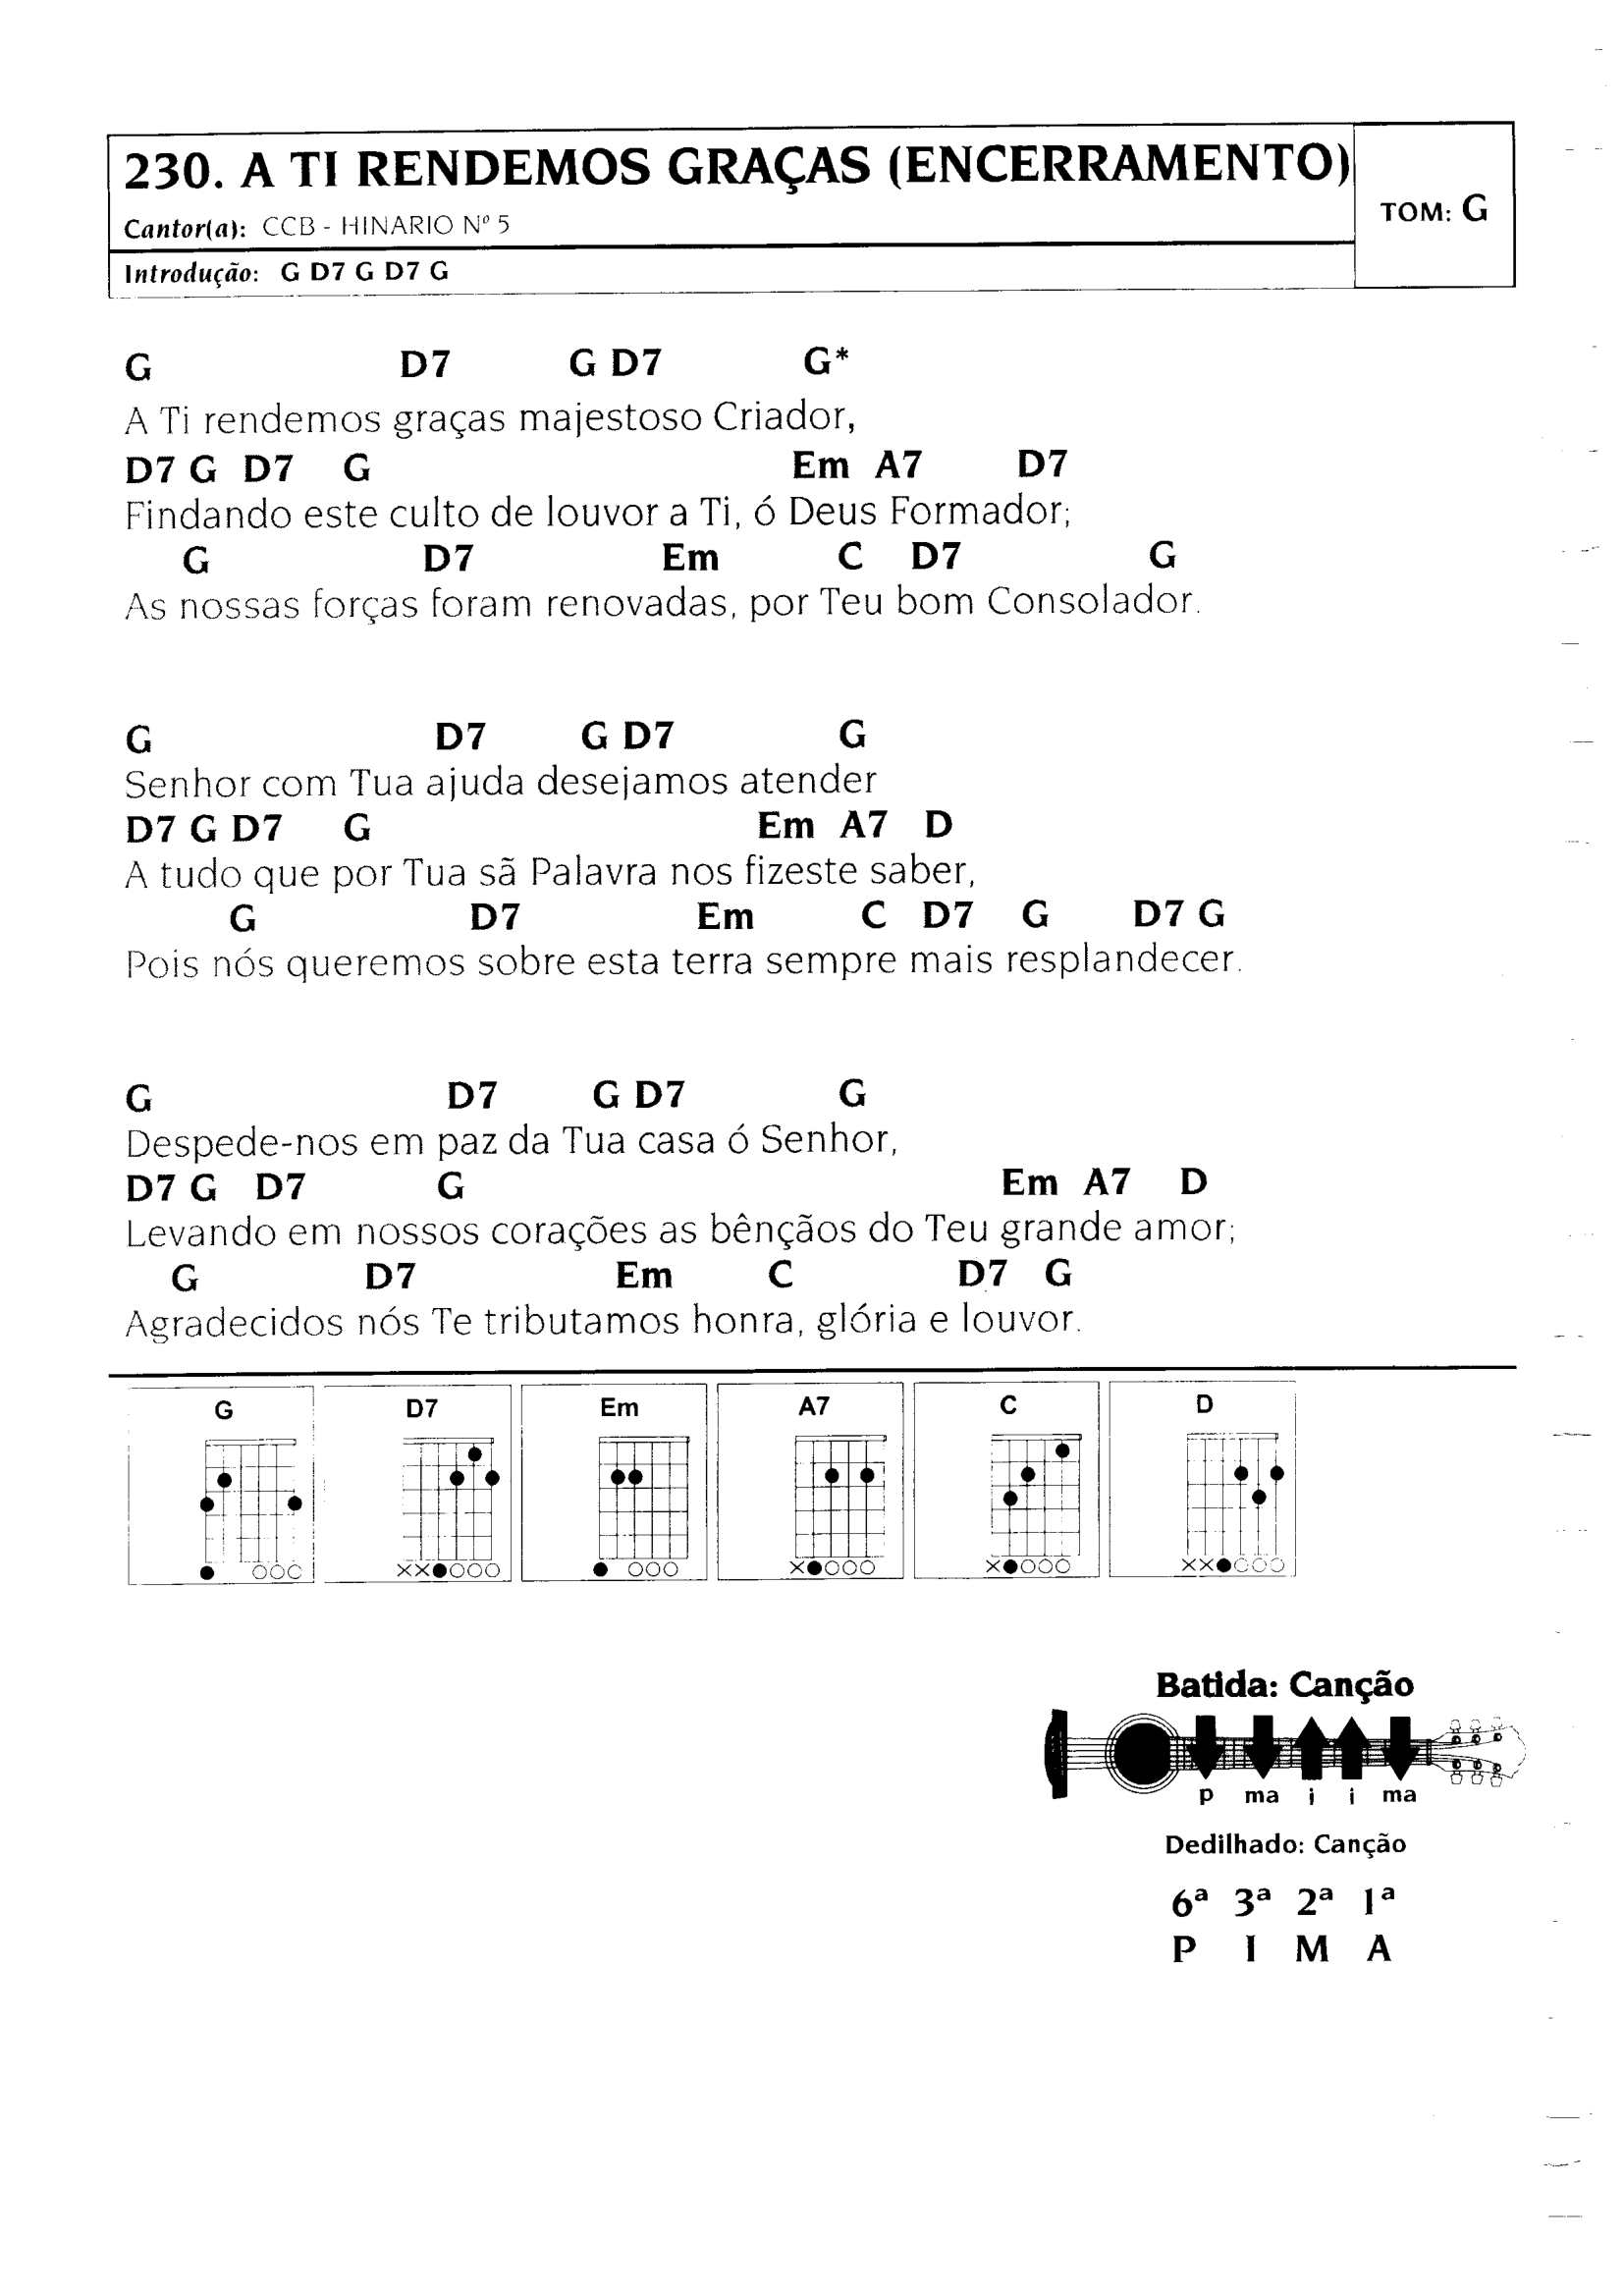 230. A TI RENDEMOS GRAÇAS (ENCERRAMENTO)
Cantor(a): CCB - HINARIO Nº 5
TOM: G
Introdução: G D7 G D7 G
G D7 G D7 G*
A Ti rendemos graças majestoso Criador,
D7 G D7 G Em A7 D7
Findando este culto de louvor a Ti, ó Deus Formador;
G D7 Em C D7 G
As nossas forças foram renovadas, por Teu bom Consolador.
G D7 G D7 G
Senhor com Tua ajuda desejamos atender
D7 G D7 G Em A7 D
A tudo que por Tua sã Palavra nos fizeste saber,
G D7 Em C D7 G D7 G
Pois nós queremos sobre esta terra sempre mais resplandecer.
G D7 G D7 G
Despede-nos em paz da Tua casa ó Senhor,
D7 G D7 G Em A7 D
Levando em nossos corações as bênçãos do Teu grande amor;
G D7 Em C D7 G
Agradecidos nós Te tributamos honra, glória e louvor.
G D7 Em A7 C D
Batida: Canção
p ma i i ma
Dedilhado: Canção
6ª 3ª 2ª 1ª
P I M A